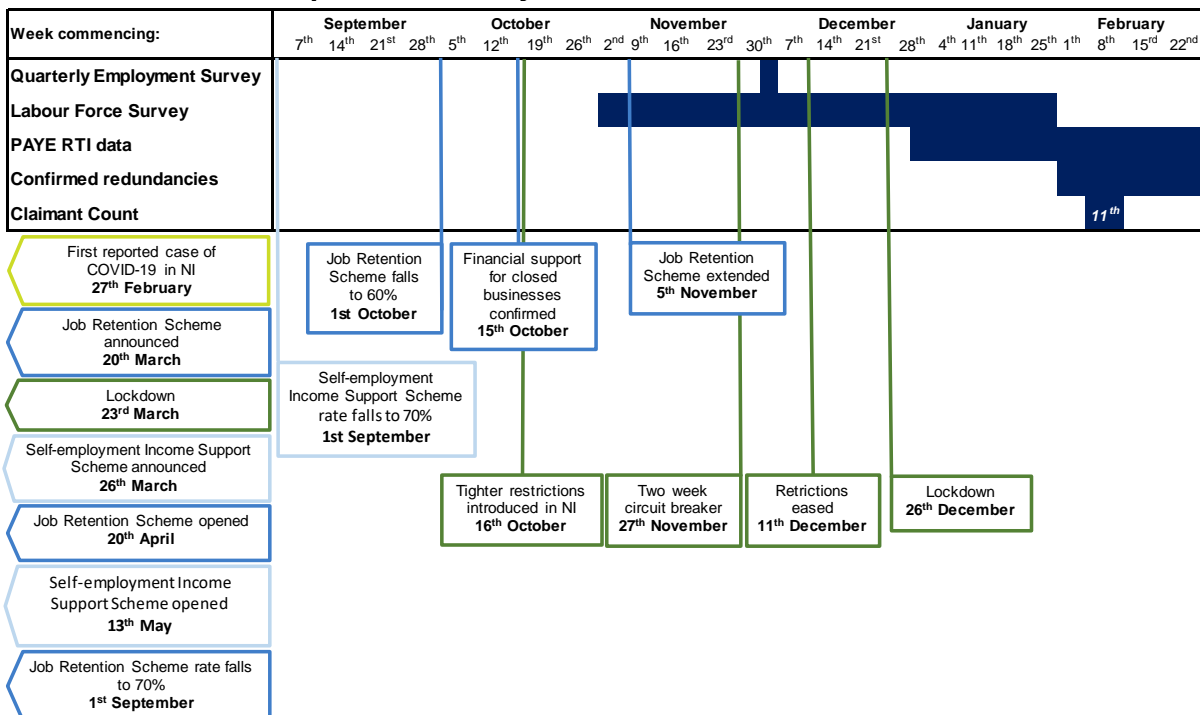 Week commencing:
September October November December January February
7th 14th 21st 28th 5th 12th 19th 26th 2nd 9th 16th 23rd 30th 7th 14th 21st 28th 4th 11th 18th 25th 1th 8th 15rd 22nd
Quarterly Employment Survey
Labour Force Survey
PAYE RTI data
Confirmed redundancies
Claimant Count
11th
First reported case of
COVID-19 in NI
27th February
Job Retention Scheme
announced
20th March
Lockdown
23rd March
Self-employment Income Support
Scheme announced
26th March
Job Retention Scheme opened
20th April
Self-employment Income
Support Scheme opened
13th May
Job Retention Scheme rate falls
to 70%
1st September
Job Retention
Scheme falls
to 60%
1st October
Financial support
for closed
businesses
confirmed
15th October
Job Retention
Scheme extended
5th November
Self-employment
Income Support Scheme
rate falls to 70%
1st September
Tighter restrictions
introduced in NI
16th October
Two week
circuit breaker
27th November
Retrictions
eased
11th December
Lockdown
26th December